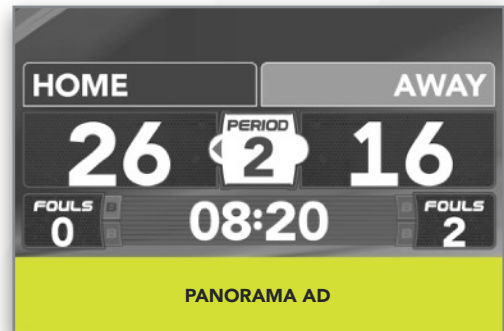 HOME AWAY
PERIOD
26 2 16
FOULS B B FOULS
0 08:20 2
B B
PANORAMA AD